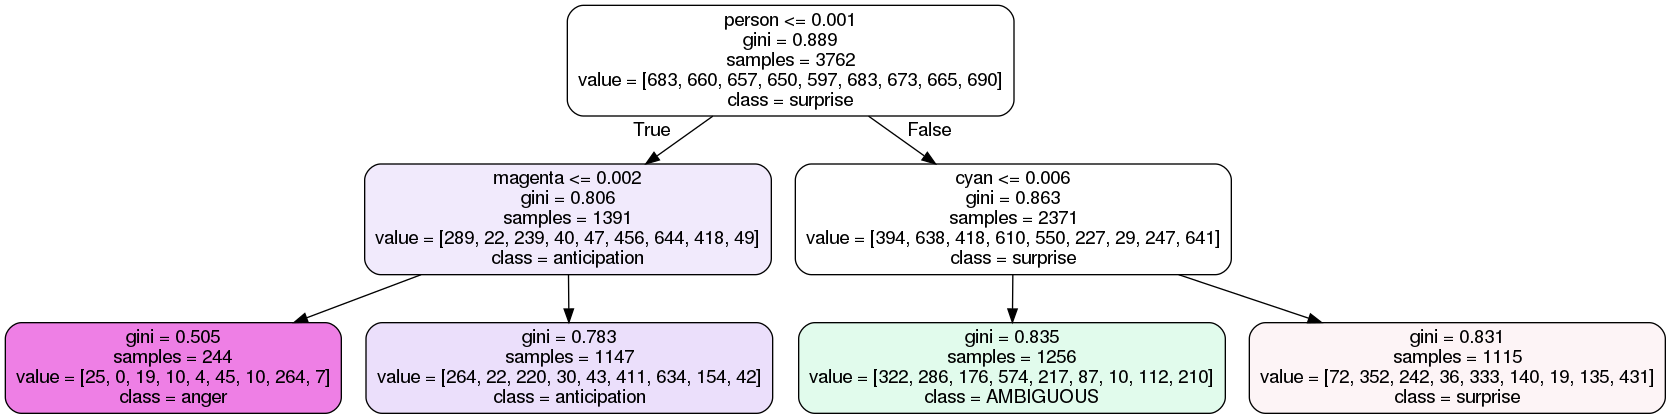 person <= 0.001
gini = 0.889
samples = 3762
value = [683, 660, 657, 650, 597, 683, 673, 665, 690]
class = surprise
True
False
magenta <= 0.002
gini = 0.806
samples = 1391
value = [289, 22, 239, 40, 47, 456, 644, 418, 49]
class = anticipation
cyan <= 0.006
gini = 0.863
samples = 2371
value = [394, 638, 418, 610, 550, 227, 29, 247, 641]
class = surprise
gini = 0.505
samples = 244
value = [25, 0, 19, 10, 4, 45, 10, 264, 7]
class = anger
gini = 0.783
samples = 1147
value = [264, 22, 220, 30, 43, 411, 634, 154, 42]
class = anticipation
gini = 0.835
samples = 1256
value = [322, 286, 176, 574, 217, 87, 10, 112, 210]
class = AMBIGUOUS
gini = 0.831
samples = 1115
value = [72, 352, 242, 36, 333, 140, 19, 135, 431]
class = surprise